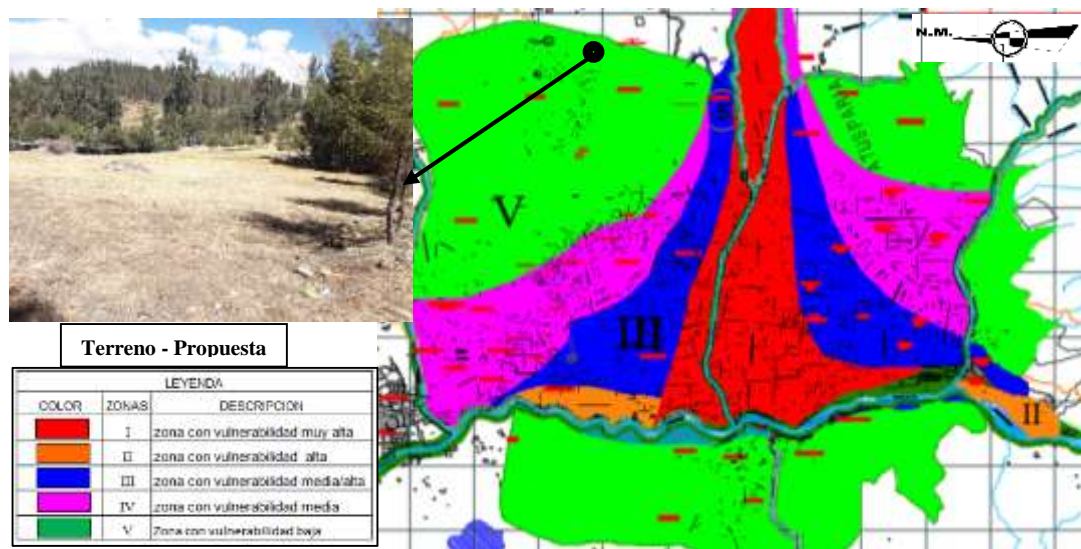 N.M.
V
III
II
Terreno - Propuesta
LEYENDA
COLOR ZONAS DESCRIPCION
I zona con vulnerabilidad muy alta
II zona con vulnerabilidad alta
III zona con vulnerabilidad media/alta
IV zona con vulnerabilidad media
V Zona con vulnerabilidad baja